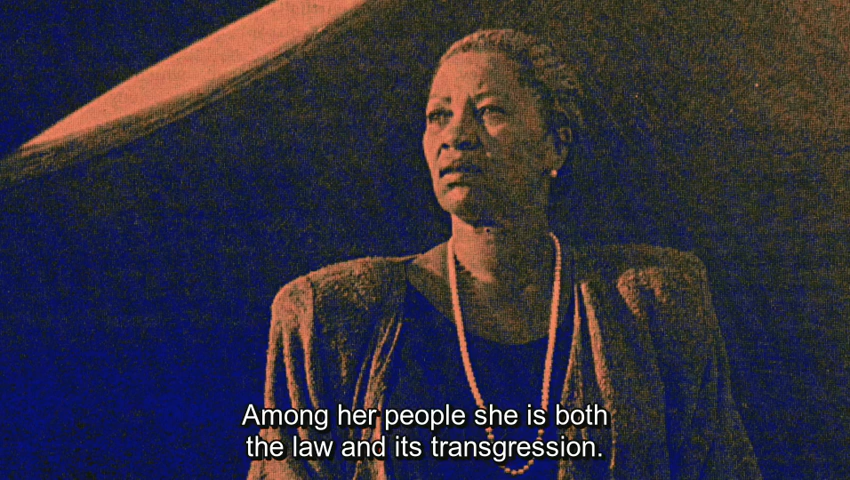 Among her people she is both
the law and its transgression.